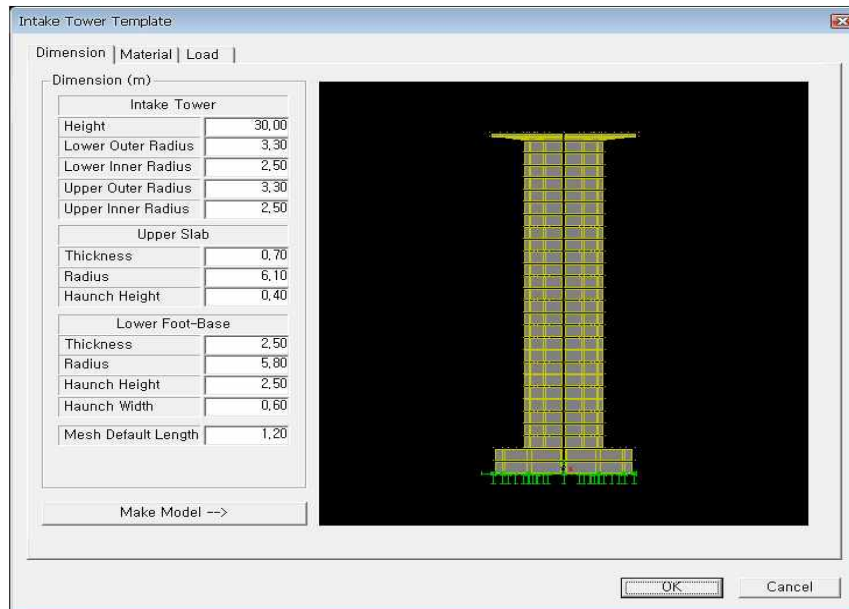 Intake Tower Template
Dimension Material Load
Dimension (m)
Intake Tower
Height 30,00
Lower Outer Radius 3,30
Lower Inner Radius 2,50
Upper Outer Radius 3,30
Upper Inner Radius 2,50
Upper Slab
Thickness 0,70
Radius 6,10
Haunch Height 0,40
Lower Foot-Base
Thickness 2,50
Radius 5,80
Haunch Height 2,50
Haunch Width 0,60
Mesh Default Length 1,20
Make Model -->
OK Cancel